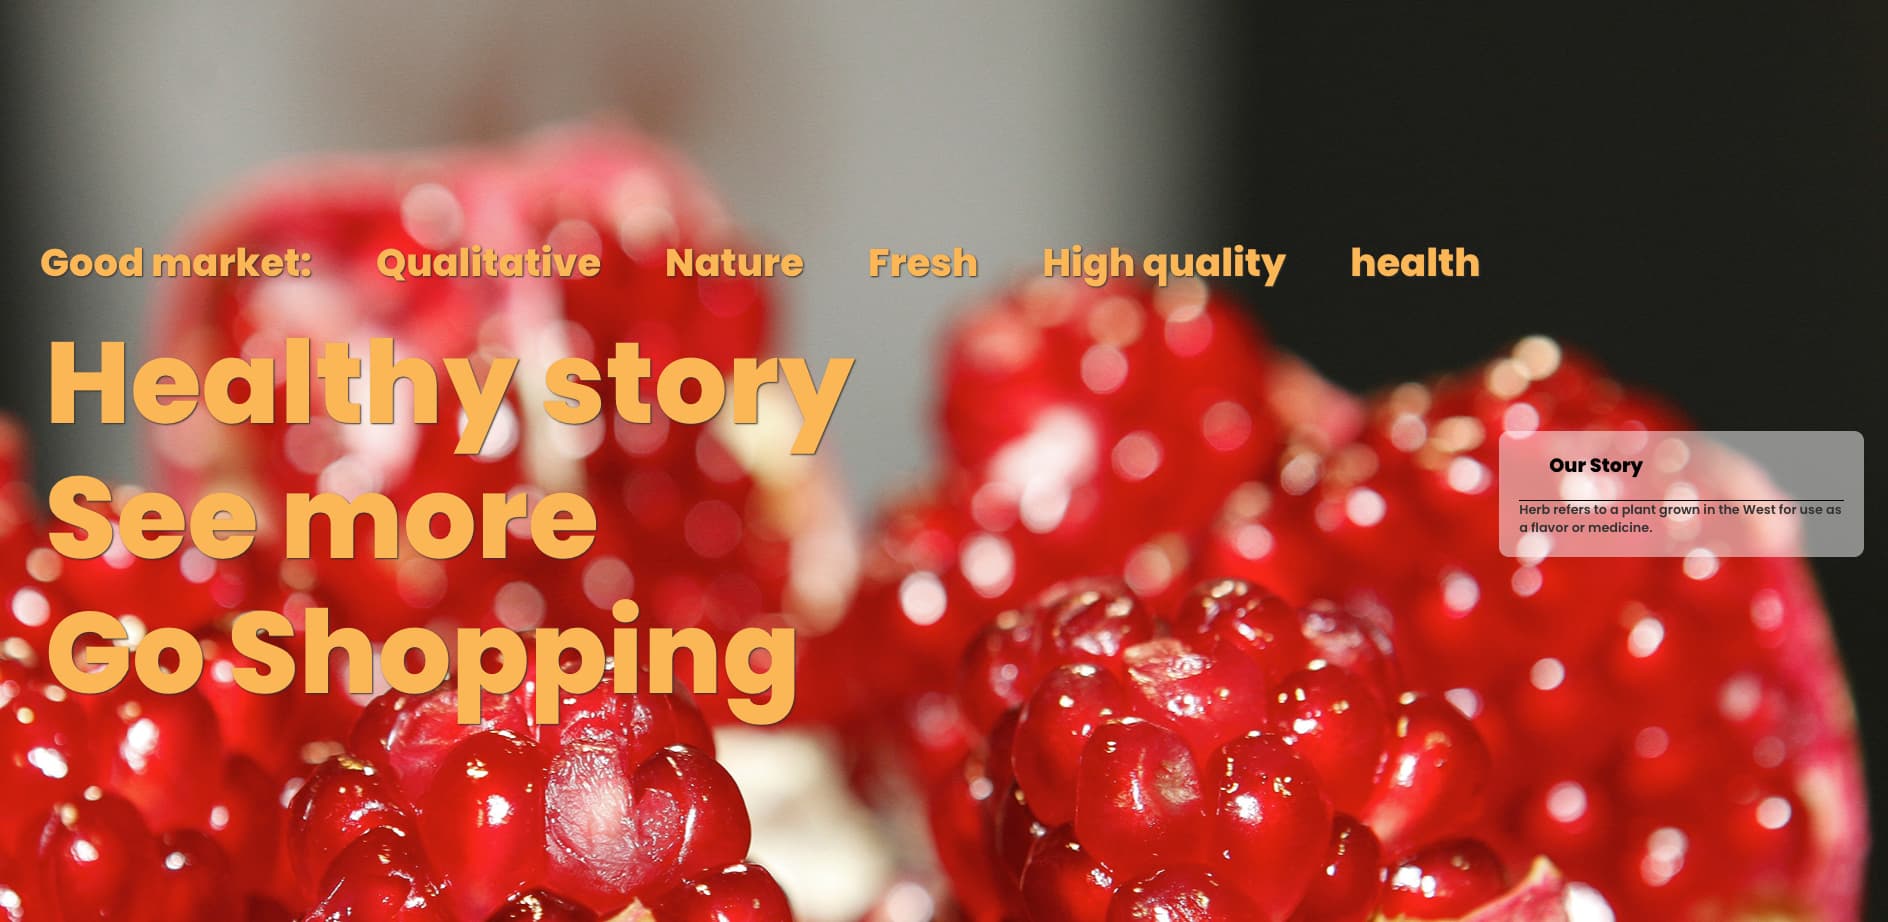 Good market: Qualitative Nature Fresh High quality health
Healthy story
See more
Go Shopping
Our Story
Herb refers to a plant grown in the West for use as
a flavor or medicine.